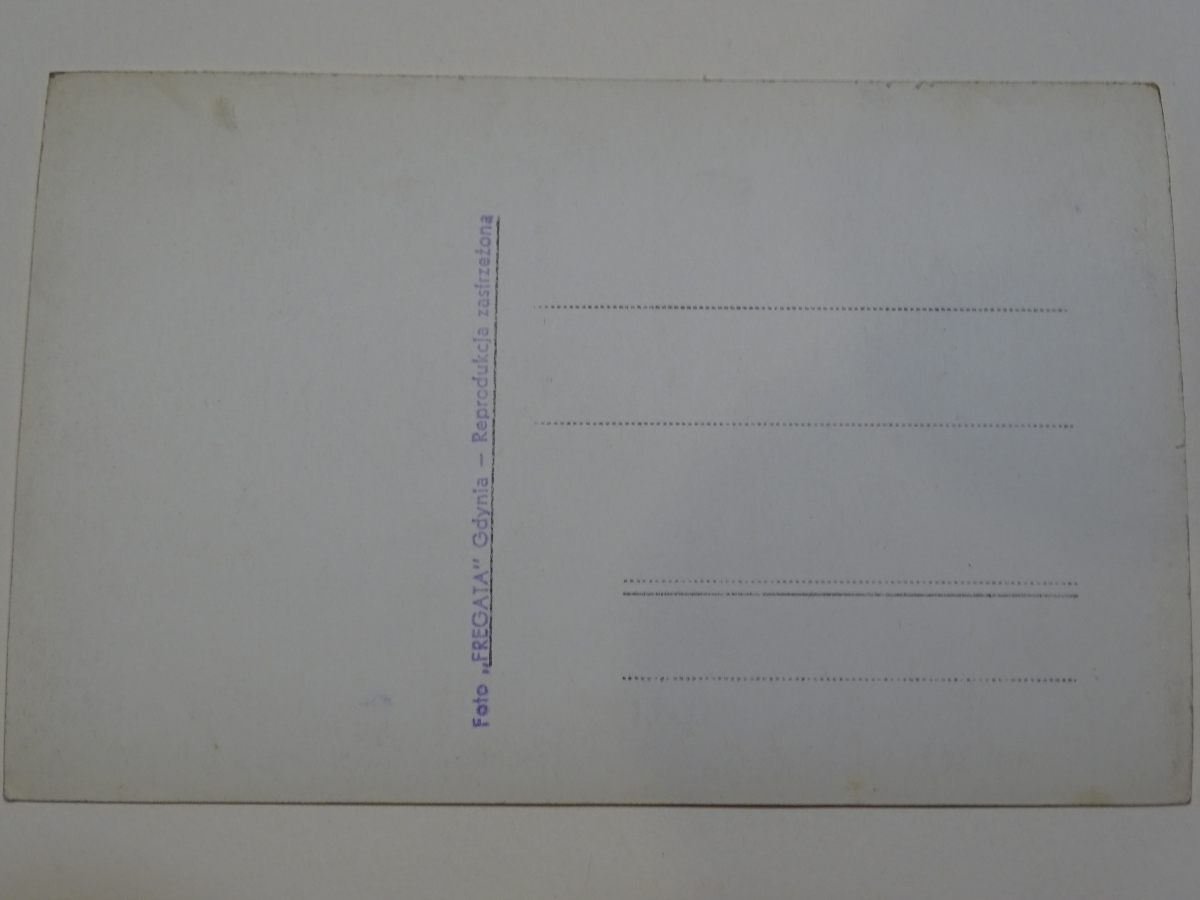 Foto „FREGATA” Gdynia — Reprodukcja zastrzeżona